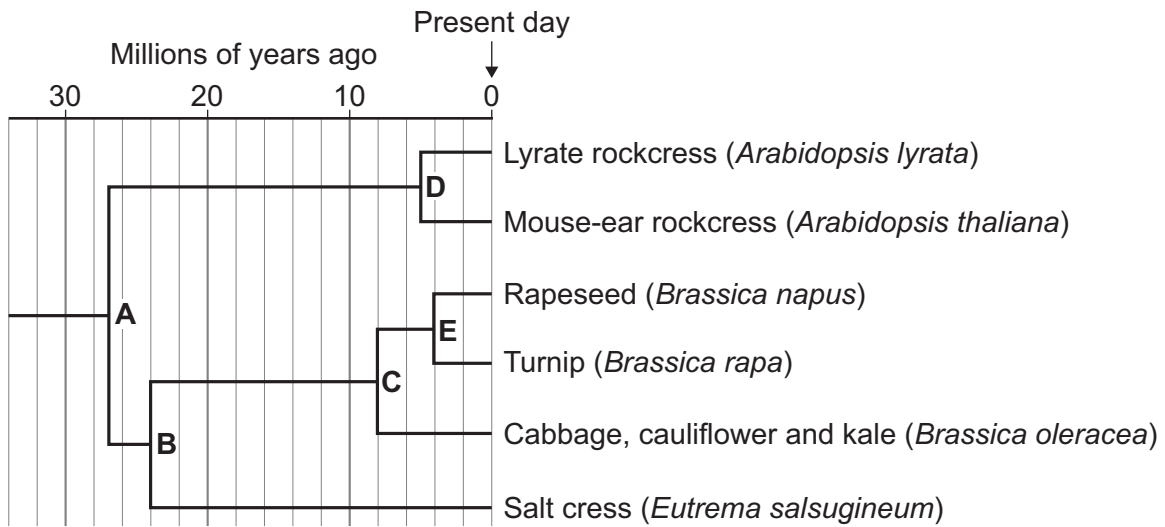 Present day
Millions of years ago
30 20 10 0
Lyrate rockcress (Arabidopsis lyrata)
D
Mouse-ear rockcress (Arabidopsis thaliana)
Rapeseed (Brassica napus)
A
E
Turnip (Brassica rapa)
C
Cabbage, cauliflower and kale (Brassica oleracea)
B
Salt cress (Eutrema salsugineum)